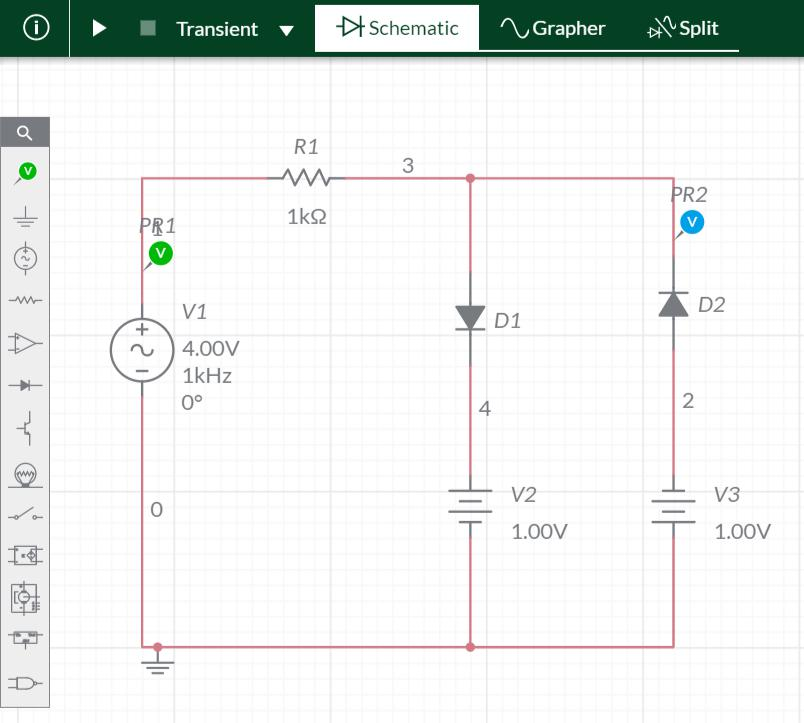 Transient
Schematic
Grapher
Split
R1
3
1kΩ
PR1
1
V
PR2
V
V
V1
4.00V
1kHz
0°
D1
D2
4
2
0
V2
1.00V
V3
1.00V